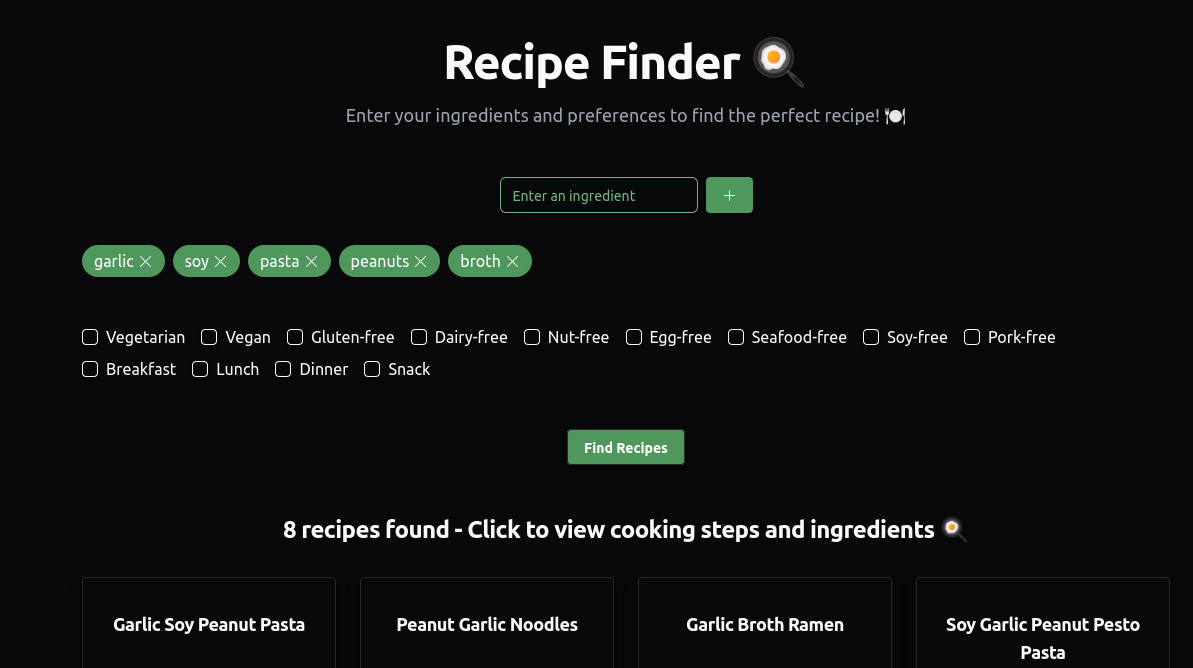 Recipe Finder 🍳
Enter your ingredients and preferences to find the perfect recipe! 🍽️
Enter an ingredient +
garlic × soy × pasta × peanuts × broth ×
Vegetarian Vegan Gluten-free Dairy-free Nut-free Egg-free Seafood-free Soy-free Pork-free
Breakfast Lunch Dinner Snack
Find Recipes
8 recipes found - Click to view cooking steps and ingredients 🍳
Garlic Soy Peanut Pasta
Peanut Garlic Noodles
Garlic Broth Ramen
Soy Garlic Peanut Pesto
Pasta